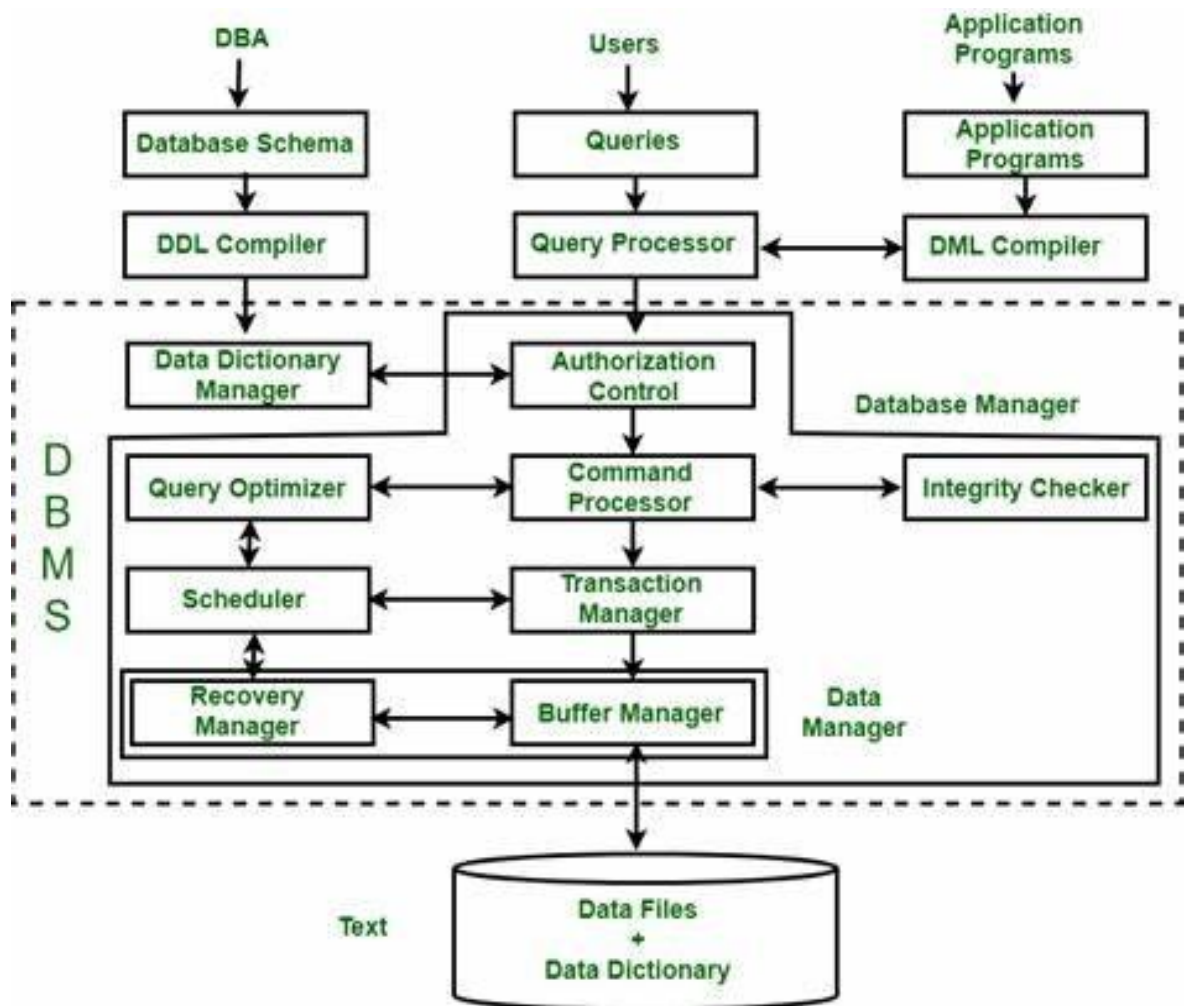 DBA
Users
Application
Programs
Database Schema
Queries
Application
Programs
DDL Compiler
Query Processor
DML Compiler
Data Dictionary
Manager
Authorization
Control
Database Manager
D
B
M
S
Query Optimizer
Command
Processor
Integrity Checker
Scheduler
Transaction
Manager
Recovery
Manager
Buffer Manager
Data
Manager
Text
Data Files
+
Data Dictionary